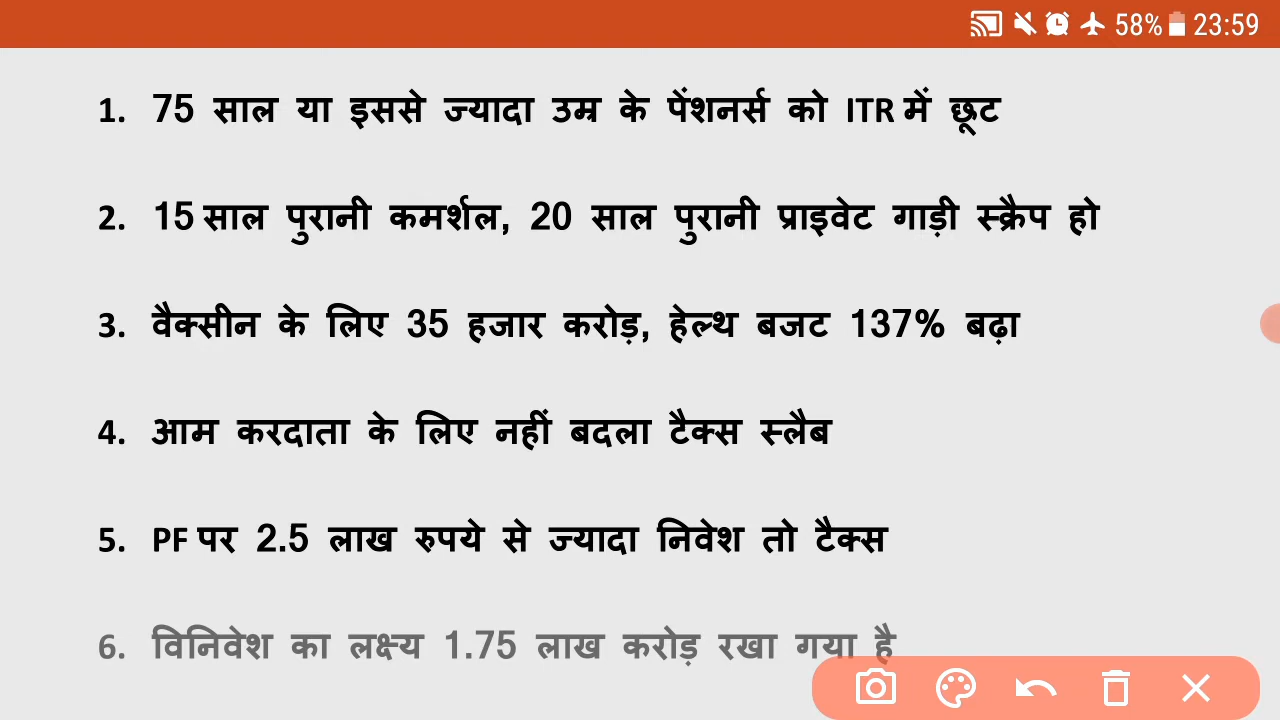 58% 23:59
1. 75 साल या इससे ज्यादा उम्र के पेंशनर्स को ITR में छूट
2. 15 साल पुरानी कमर्शल, 20 साल पुरानी प्राइवेट गाड़ी स्क्रैप हो
3. वैक्सीन के लिए 35 हजार करोड़, हेल्थ बजट 137% बढ़ा
4. आम करदाता के लिए नहीं बदला टैक्स स्लैब
5. PF पर 2.5 लाख रुपये से ज्यादा निवेश तो टैक्स
6. विनिवेश का लक्ष्य 1.75 लाख करोड़ रखा गया है